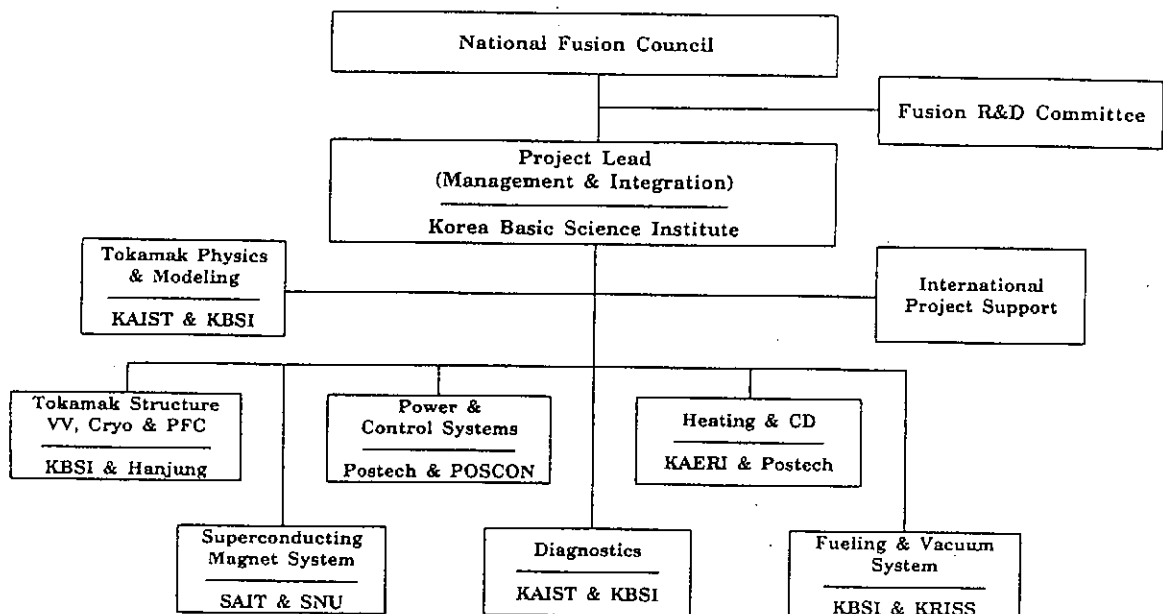 National Fusion Council
Fusion R&D Committee
Project Lead
(Management & Integration)
Korea Basic Science Institute
Tokamak Physics
& Modeling
KAIST & KBSI
International
Project Support
Tokamak Structure
VV, Cryo & PFC
KBSI & Hanjung
Power &
Control Systems
Postech & POSCON
Heating & CD
KAERI & Postech
Superconducting
Magnet System
SAIT & SNU
Diagnostics
KAIST & KBSI
Fueling & Vacuum
System
KBSI & KRISS